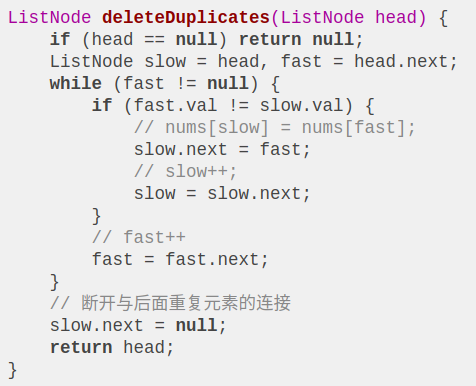 ListNode deleteDuplicates(ListNode head) {
    if (head == null) return null;
    ListNode slow = head, fast = head.next;
    while (fast != null) {
        if (fast.val != slow.val) {
            // nums[slow] = nums[fast];
            slow.next = fast;
            // slow++;
            slow = slow.next;
        }
        // fast++
        fast = fast.next;
    }
    // 断开与后面重复元素的连接
    slow.next = null;
    return head;
}